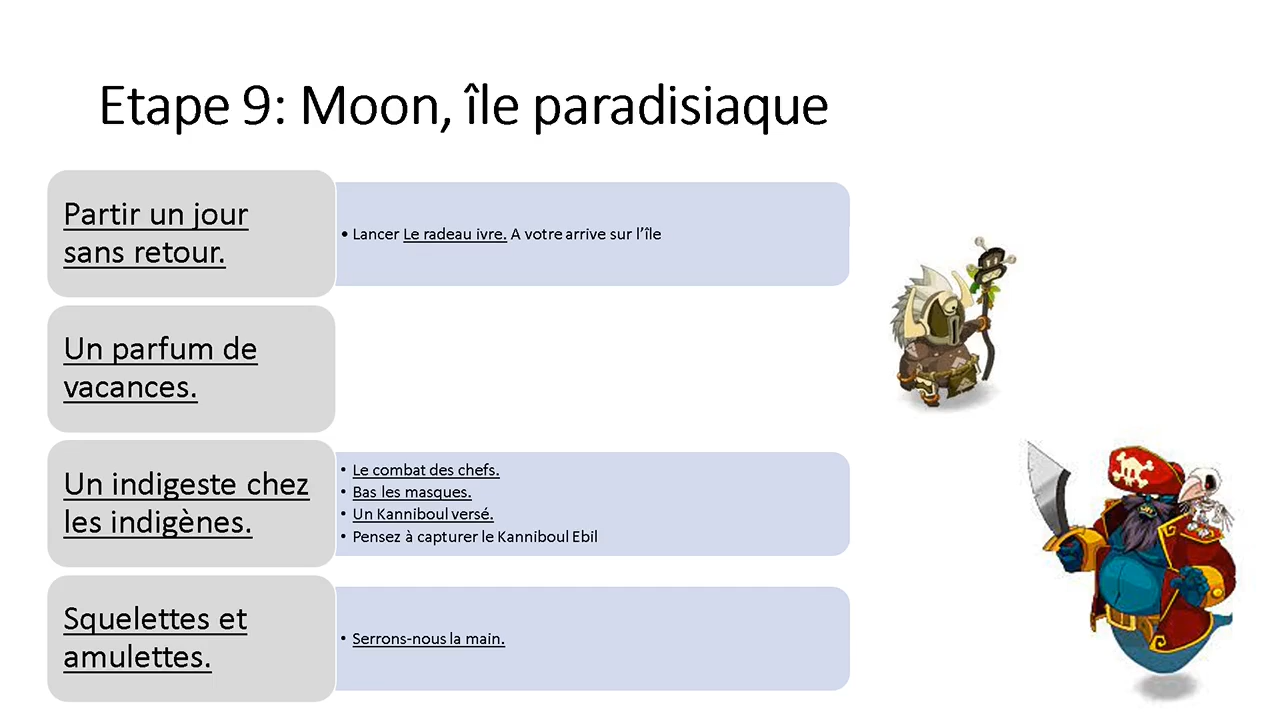 Etape 9: Moon, île paradisiaque
Partir un jour
sans retour.
• Lancer Le radeau ivre. A votre arrive sur l’île
Un parfum de
vacances.
Un indigeste chez
les indigènes.
• Le combat des chefs.
• Bas les masques.
• Un Kanniboul versé.
• Pensez à capturer le Kanniboul Ebil
Squelettes et
amulettes.
• Serrons-nous la main.